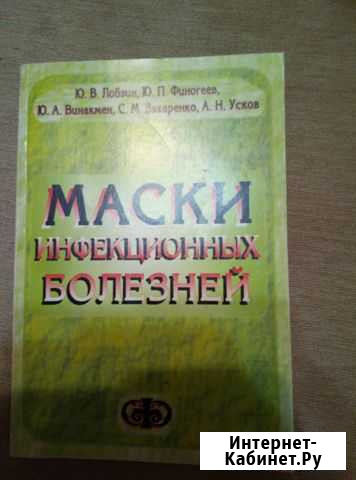 Ю. В. Лобзин, Ю. П. Финогеев,
Ю. А. Винакмен, С. М. Захаренко, А. Н. Усков
МАСКИ
ИНФЕКЦИОННЫХ
БОЛЕЗНЕЙ
Интернет-
Кабинет.Ру